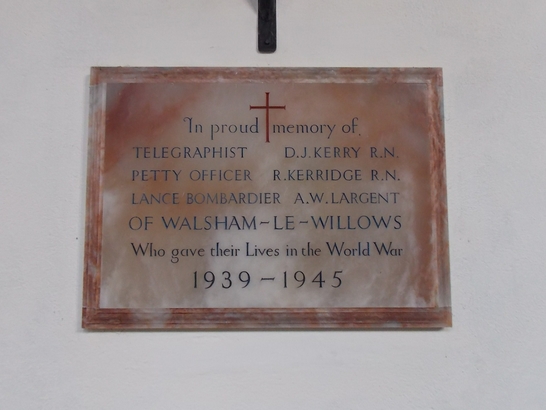 In proud memory of,
TELEGRAPHIST D.J.KERRY R.N.
PETTY OFFICER R.KERRIDGE R.N.
LANCE BOMBARDIER A.W.LARGENT
OF WALSHAM-LE-WILLOWS
Who gave their Lives in the World War
1939-1945